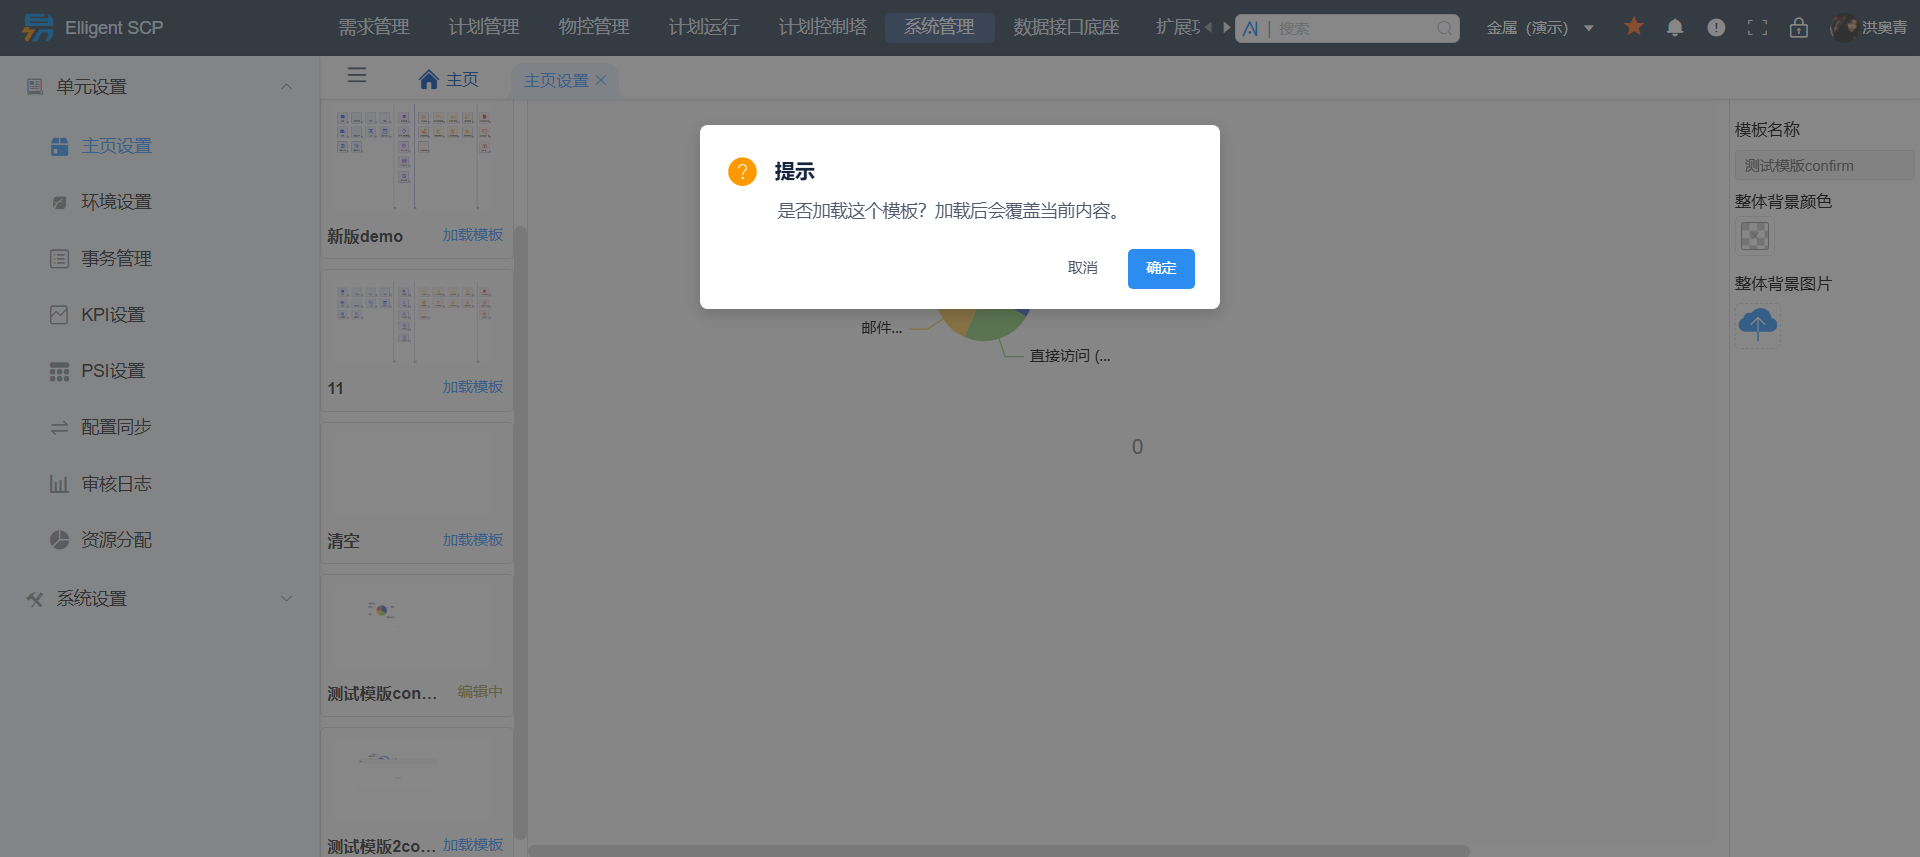 Elligent SCP
需求管理
计划管理
物控管理
计划运行
计划控制塔
系统管理
数据接口底座
扩展
搜索
金属（演示）
洪奥青
单元设置
主页设置
环境设置
事务管理
KPI设置
PSI设置
配置同步
审核日志
资源分配
系统设置
主页
主页设置
新版demo
加载模板
11
加载模板
清空
加载模板
测试模版con...
编辑中
测试模版2co...
加载模板
提示
是否加载这个模板？加载后会覆盖当前内容。
取消
确定
邮件...
直接访问 (...
0
模板名称
测试模版confirm
整体背景颜色
整体背景图片